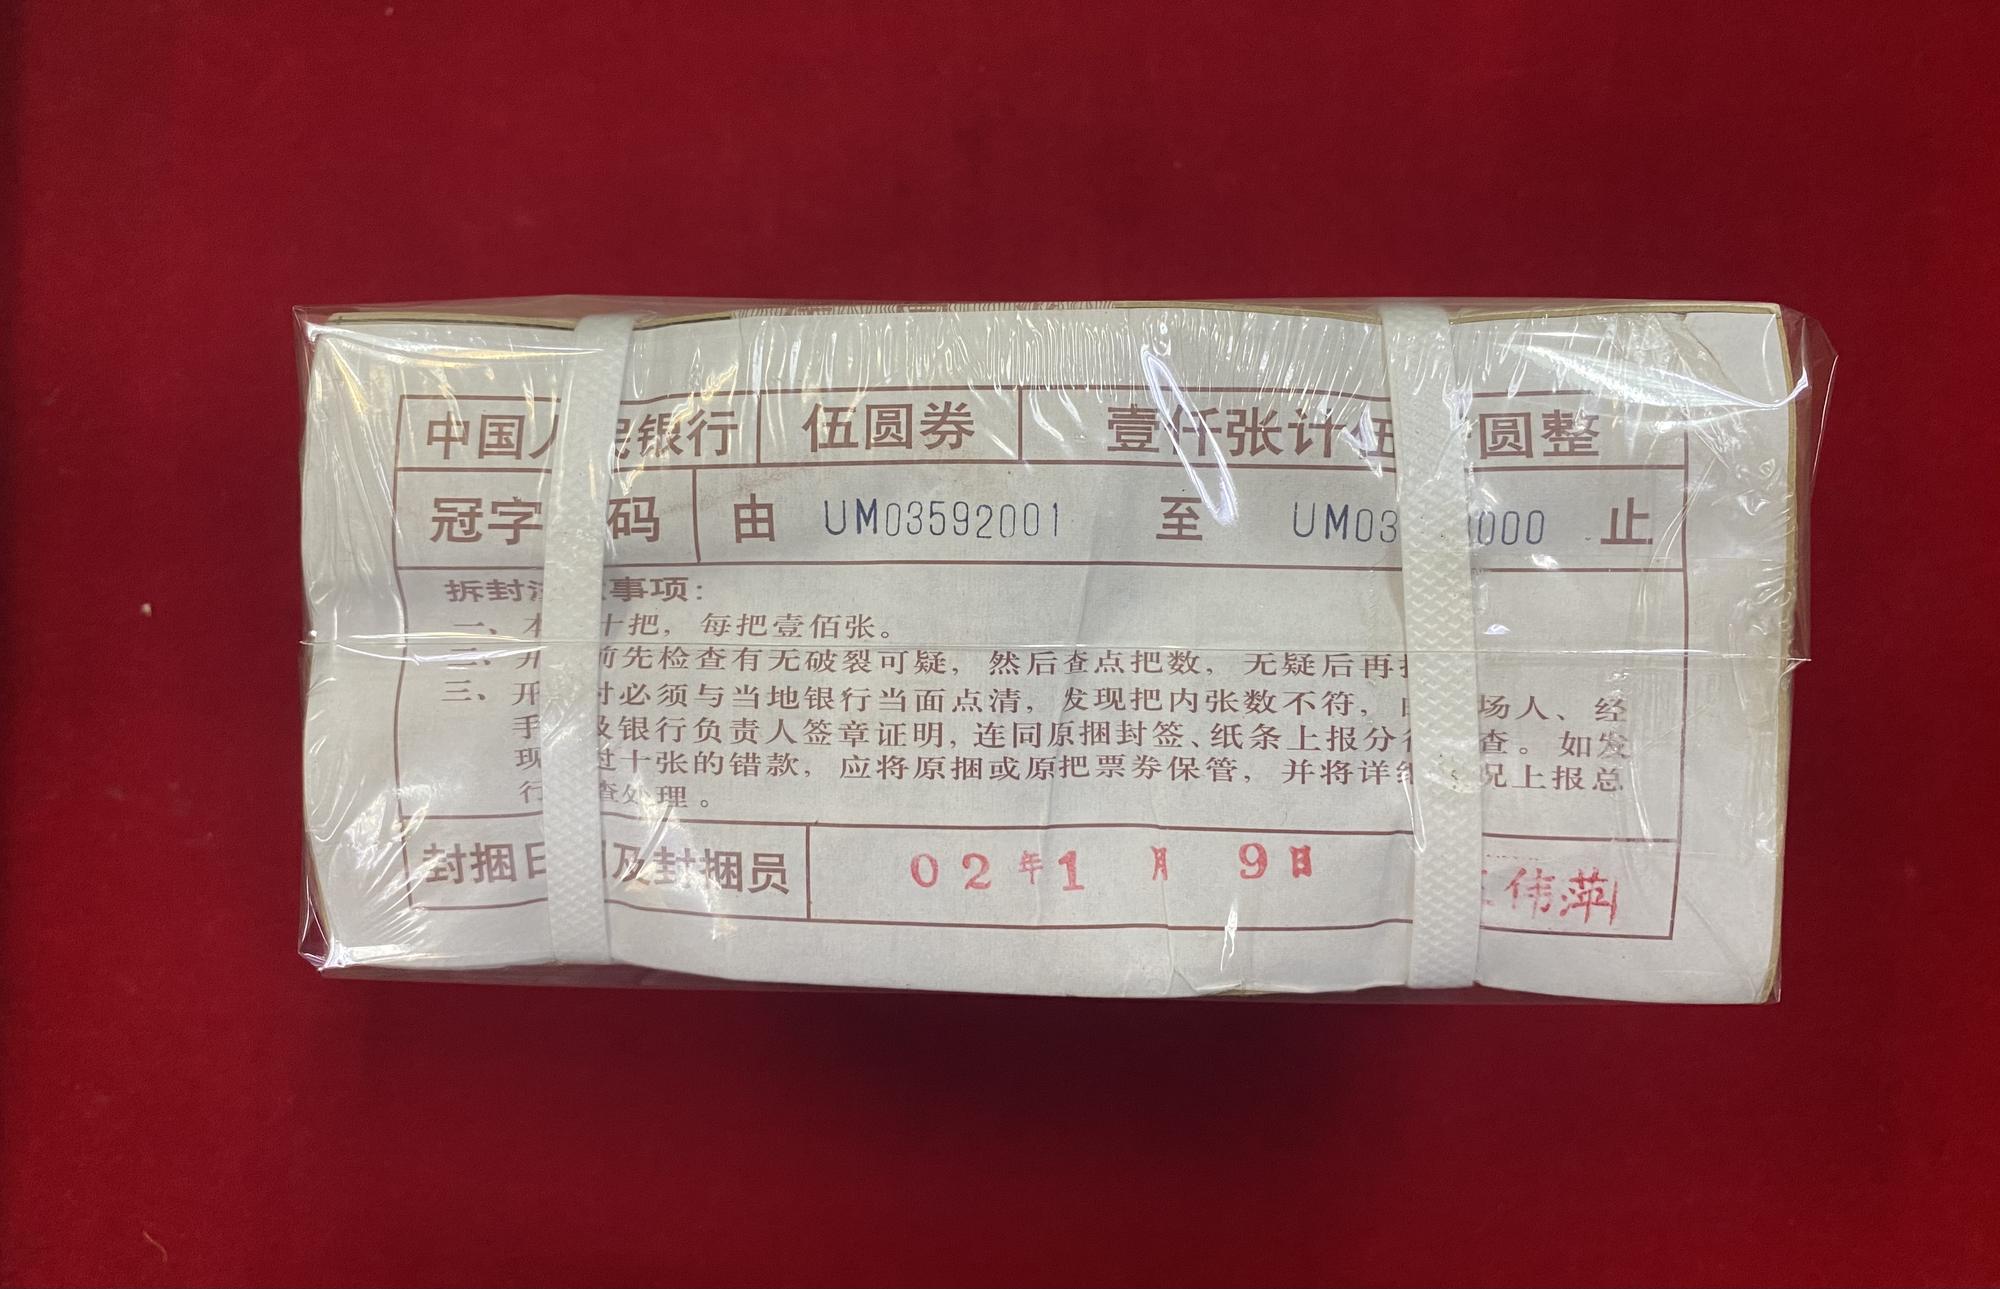 中国人民银行 伍圆券 壹仟张计伍 圆整
冠字 码 由 UM03592001 至 UM03 000 止
拆封 事项：
一、本 十把，每把壹佰张。
二、开 前先检查有无破裂可疑，然后查点把数，无疑后再
三、开 时必须与当地银行当面点清，发现把内张数不符， 场人、经
手 及银行负责人签章证明，连同原捆封签、纸条上报分行 查。如发
现 过十张的错款，应将原捆或原把票券保管，并将详细 况上报总
行 查处理。
封捆日 及封捆员 02年1月9日 伟萍